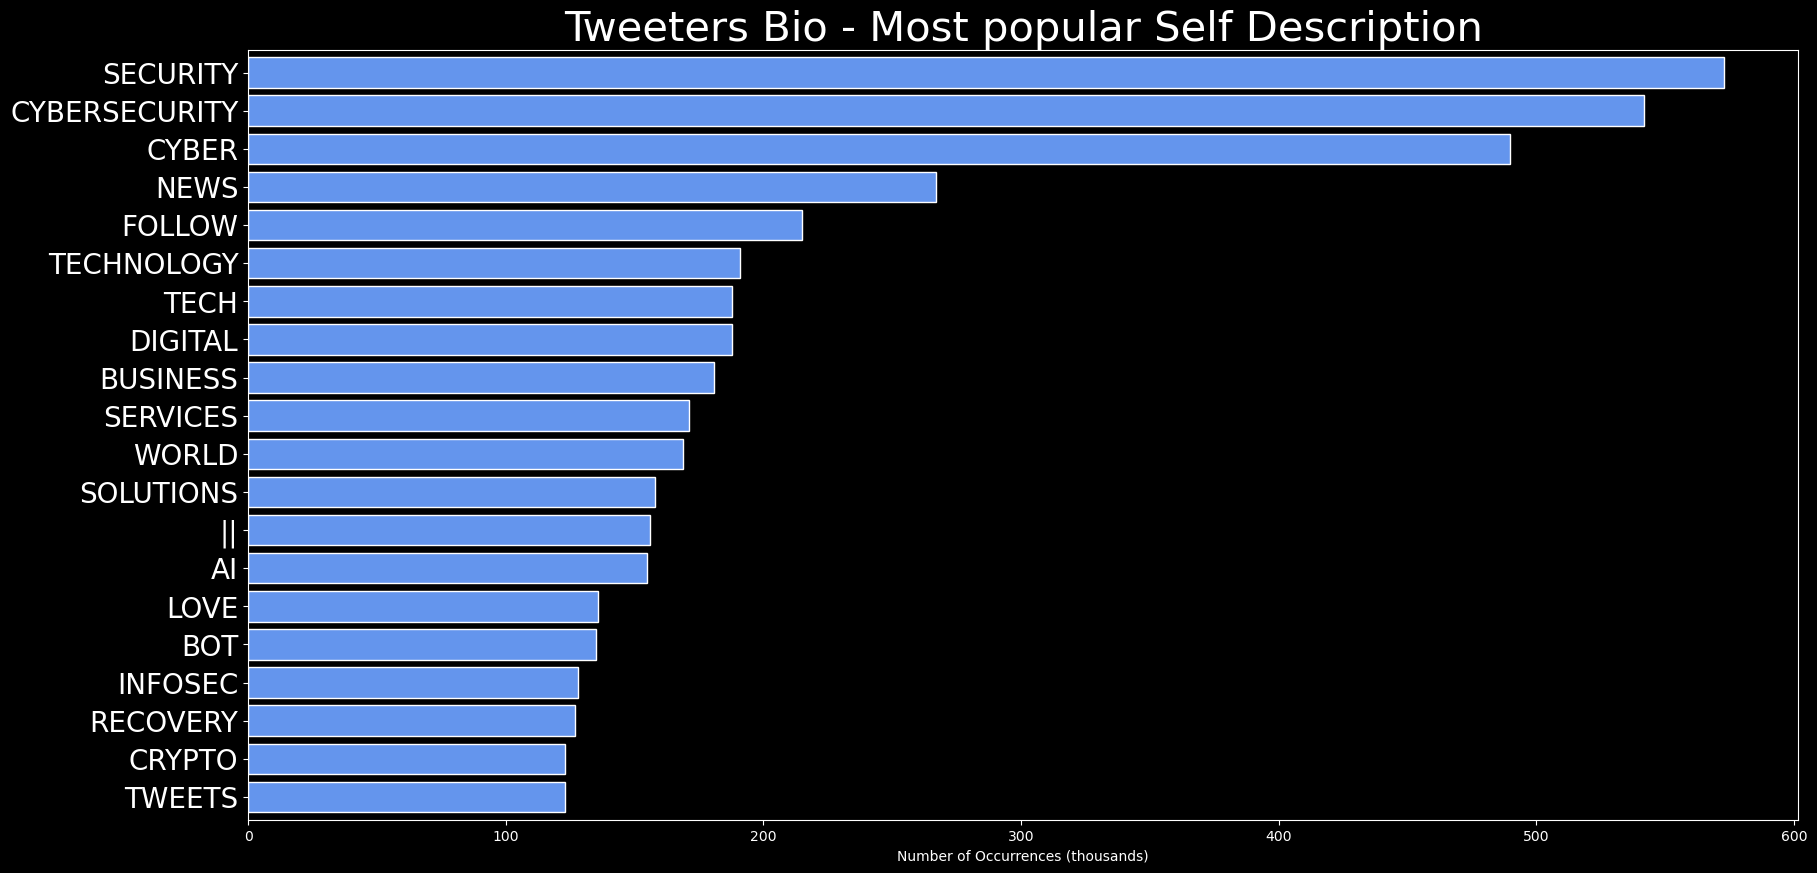 Tweeters Bio - Most popular Self Description
SECURITY
CYBERSECURITY
CYBER
NEWS
FOLLOW
TECHNOLOGY
TECH
DIGITAL
BUSINESS
SERVICES
WORLD
SOLUTIONS
||
AI
LOVE
BOT
INFOSEC
RECOVERY
CRYPTO
TWEETS
0 100 200 300 400 500 600
Number of Occurrences (thousands)